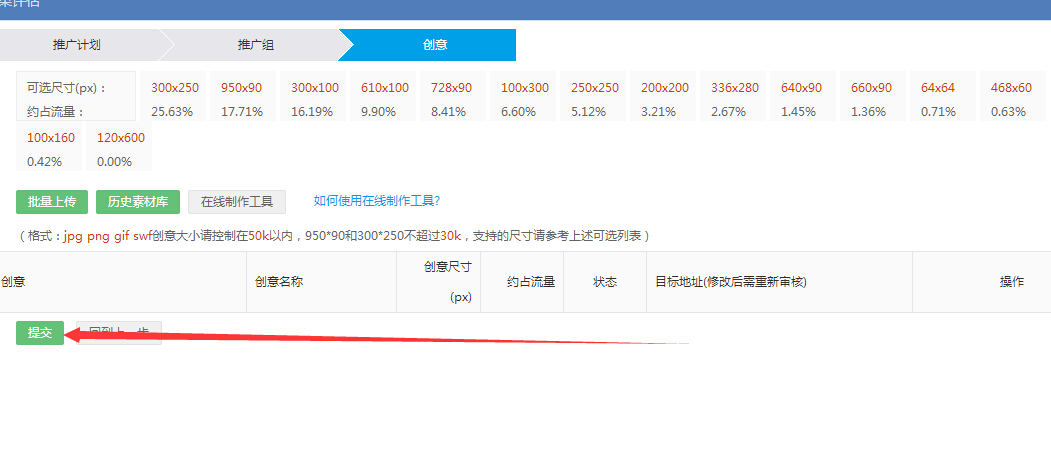 推广计划 推广组 创意
可选尺寸(px)： 300x250 950x90 300x100 610x100 728x90 100x300 250x250 200x200 336x280 640x90 660x90 64x64 468x60
约占流量： 25.63% 17.71% 16.19% 9.90% 8.41% 6.60% 5.12% 3.21% 2.67% 1.45% 1.36% 0.71% 0.63%
100x160 120x600
0.42% 0.00%
批量上传 历史素材库 在线制作工具 如何使用在线制作工具?
（格式：jpg png gif swf创意大小请控制在50k以内，950*90和300*250不超过30k，支持的尺寸请参考上述可选列表）
创意 创意名称 创意尺寸(px) 约占流量 状态 目标地址(修改后需重新审核) 操作
提交 回到上一步